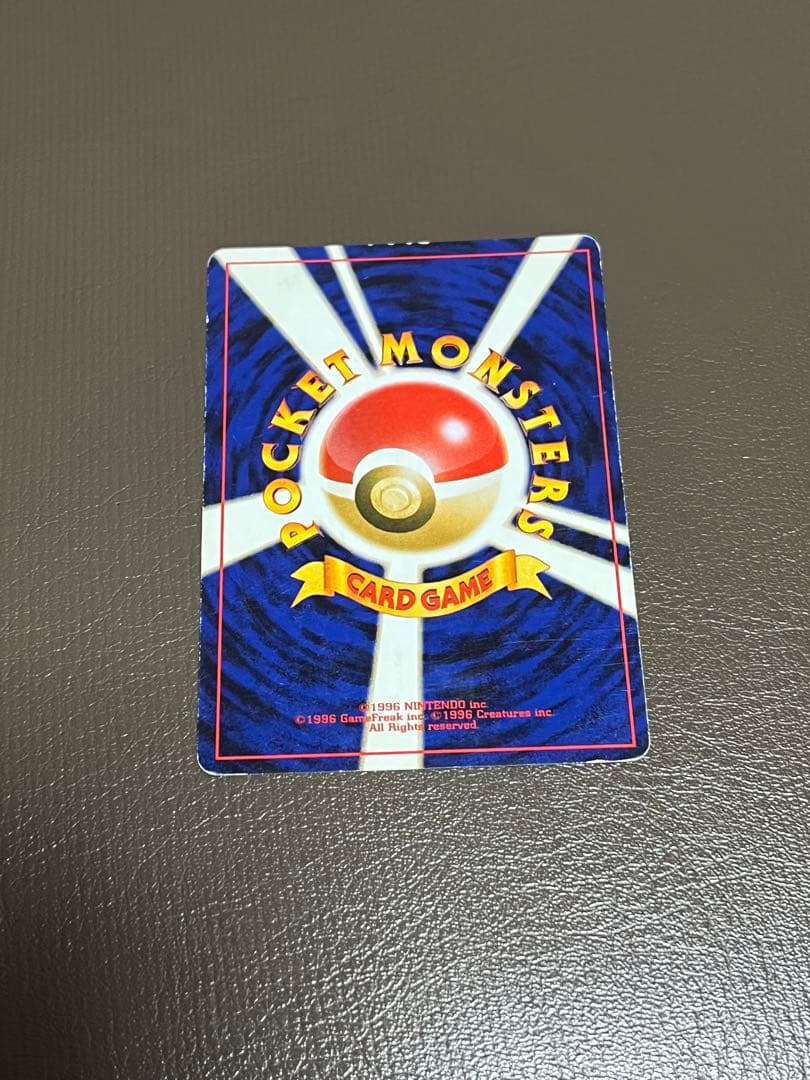 POCKET MONSTERS
CARD GAME
©1996 NINTENDO inc.
©1996 GameFreak inc. ©1996 Creatures inc.
All Rights reserved.